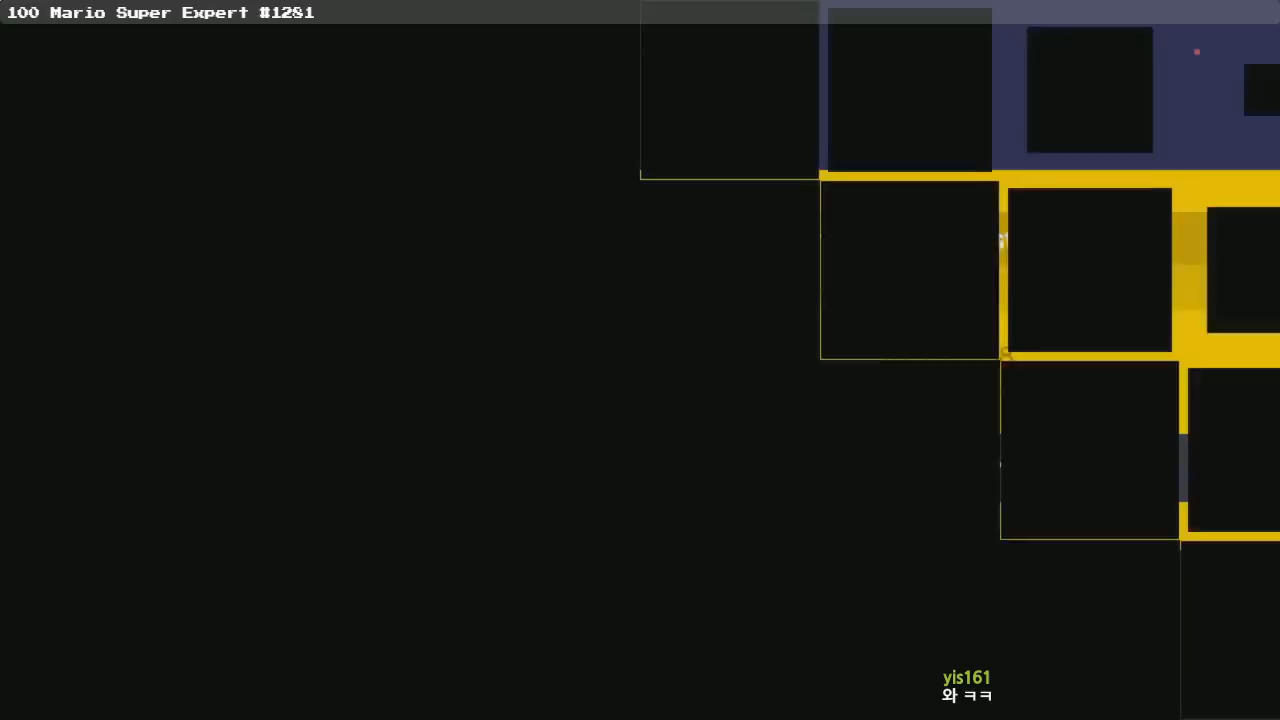 100 Mario Super Expert #1281
yis161
와 ㅋㅋ